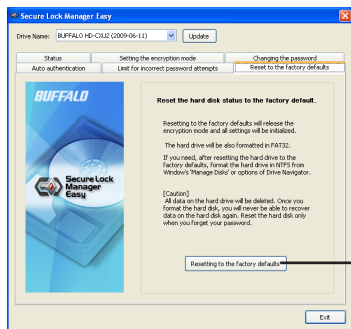 Secure Lock Manager Easy
Drive Name: BUFFALO HD-CXU2 (2009-06-11) Update
Status Setting the encryption mode Changing the password
Auto authentication Limit for incorrect password attempts Reset to the factory defaults
BUFFALO
Secure Lock
Manager
Easy
Reset the hard disk status to the factory default.
Resetting to the factory defaults will release the
encryption mode and all settings will be initialized.
The hard drive will be also formatted in FAT32.
If you need, after resetting the hard drive to the
factory defaults, format the hard drive in NTFS from
Window's 'Manage Disks' or options of Drive Navigator.
[Caution]
All data on the hard drive will be deleted. Once you
format the hard disk, you will never be able to recover
data on the hard disk again. Reset the hard disk only
when you forget your password.
Resetting to the factory defaults
Exit